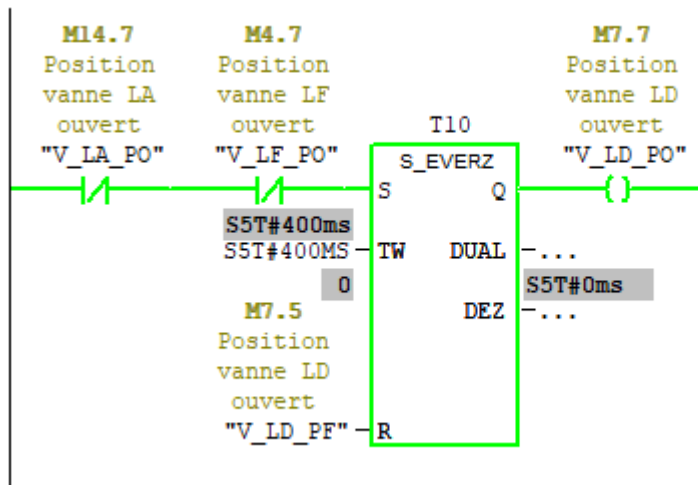 M14.7 M4.7 M7.7
Position Position Position
vanne LA vanne LF vanne LD
ouvert ouvert T10 ouvert
"V_LA_PO" "V_LF_PO" S_EVERZ "V_LD_PO"
S Q
S5T#400ms
S5T#400MS TW DUAL ...
0 S5T#0ms
M7.5 DEZ ...
Position
vanne LD
ouvert
"V_LD_PF" R